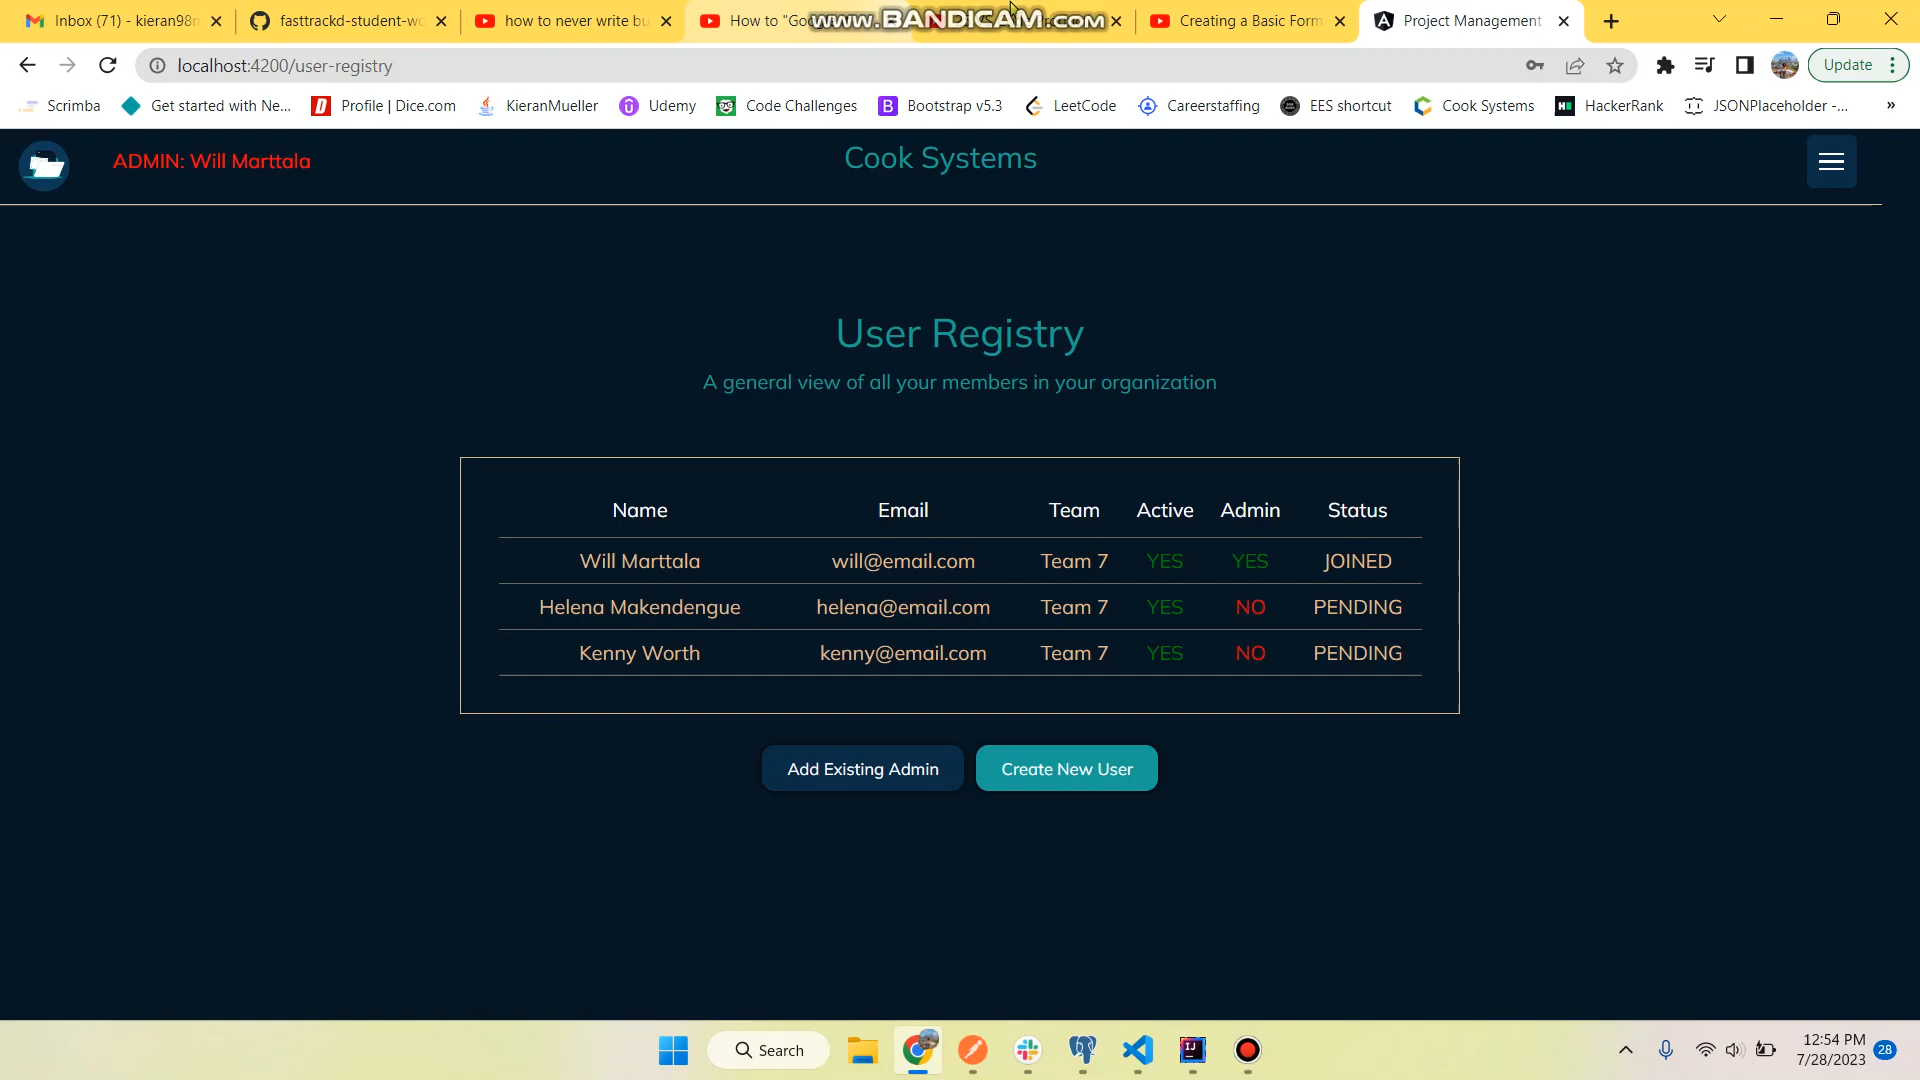 Inbox (71) - kieran98m
fasttrackd-student-wo
how to never write bu
How to "Go
www.BANDICAM.com
Creating a Basic Form
Project Management
localhost:4200/user-registry
Update
Scrimba
Get started with Ne...
Profile | Dice.com
KieranMueller
Udemy
Code Challenges
Bootstrap v5.3
LeetCode
Careerstaffing
EES shortcut
Cook Systems
HackerRank
JSONPlaceholder -...
»
ADMIN: Will Marttala
Cook Systems
User Registry
A general view of all your members in your organization
Name Email Team Active Admin Status
Will Marttala will@email.com Team 7 YES YES JOINED
Helena Makendengue helena@email.com Team 7 YES NO PENDING
Kenny Worth kenny@email.com Team 7 YES NO PENDING
Add Existing Admin
Create New User
Search
12:54 PM
7/28/2023
28